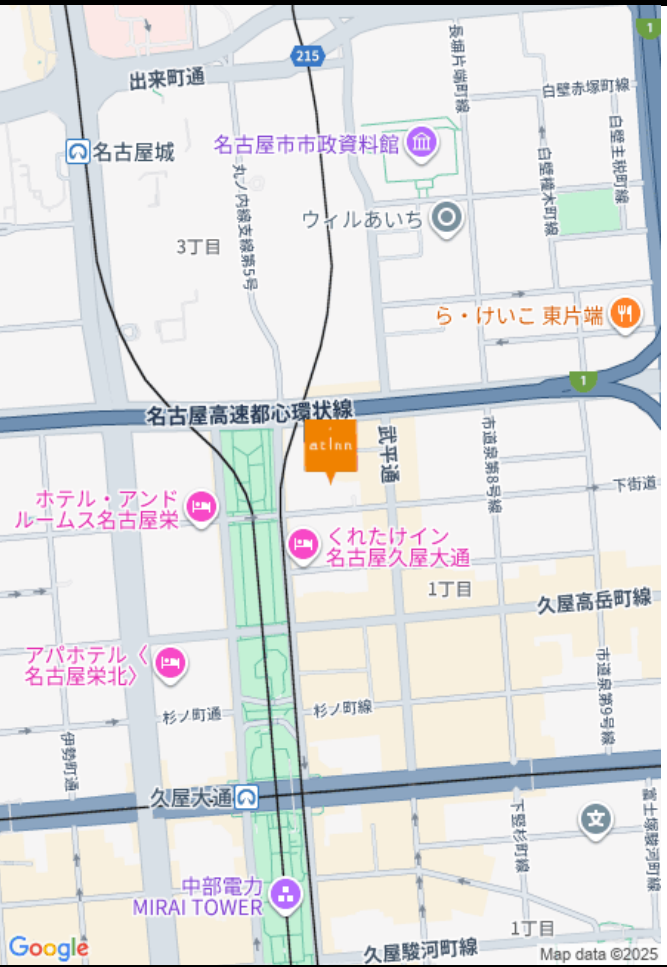 1
長堀片端町線
215
出来町通
白壁赤塚町線
名古屋城
名古屋市市政資料館
白壁主税町線
白壁橦木町線
丸ノ内線支線第5号
ウィルあいち
3丁目
ら・けいこ 東片端
1
名古屋高速都心環状線
acInn
武平通
市道泉第8号線
下街道
ホテル・アンド
ルームス名古屋栄
くれたけイン
名古屋久屋大通
1丁目
久屋高岳町線
アパホテル〈
名古屋栄北〉
市道泉第9号線
杉ノ町通
杉ノ町線
伊勢町通
久屋大通
下竪杉町線
文
富士塚駿河町線
中部電力
MIRAI TOWER
1丁目
久屋駿河町線
Google
Map data ©2025